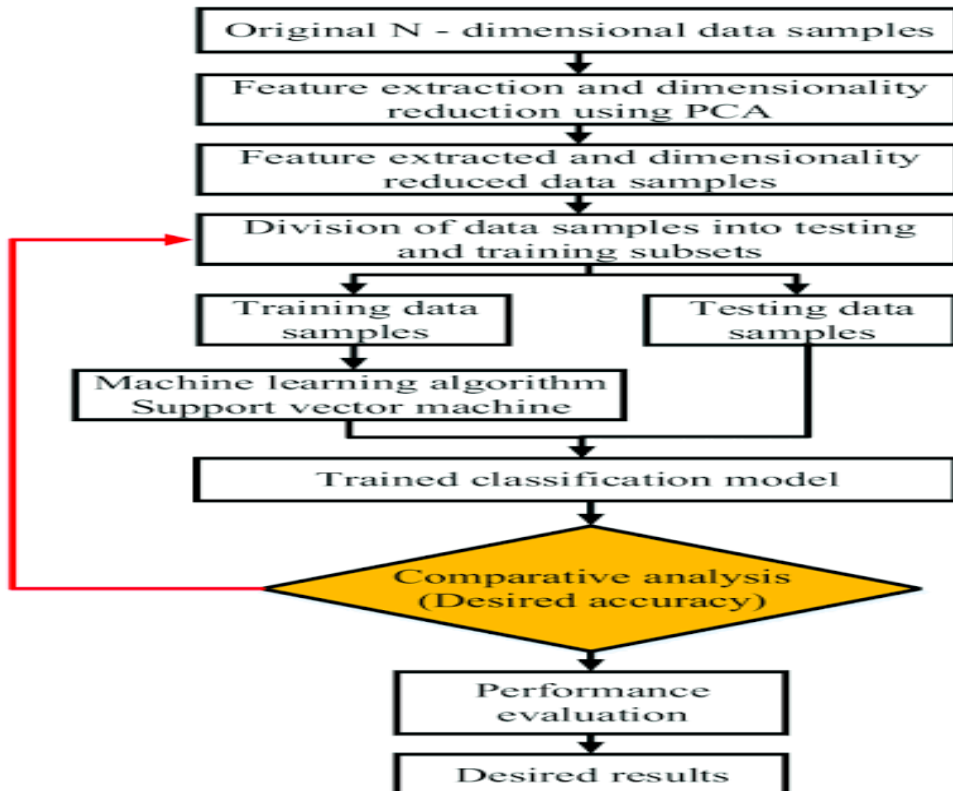 Original N - dimensional data samples
Feature extraction and dimensionality
reduction using PCA
Feature extracted and dimensionality
reduced data samples
Division of data samples into testing
and training subsets
Training data
samples
Testing data
samples
Machine learning algorithm
Support vector machine
Trained classification model
Comparative analysis
(Desired accuracy)
Performance
evaluation
Desired results